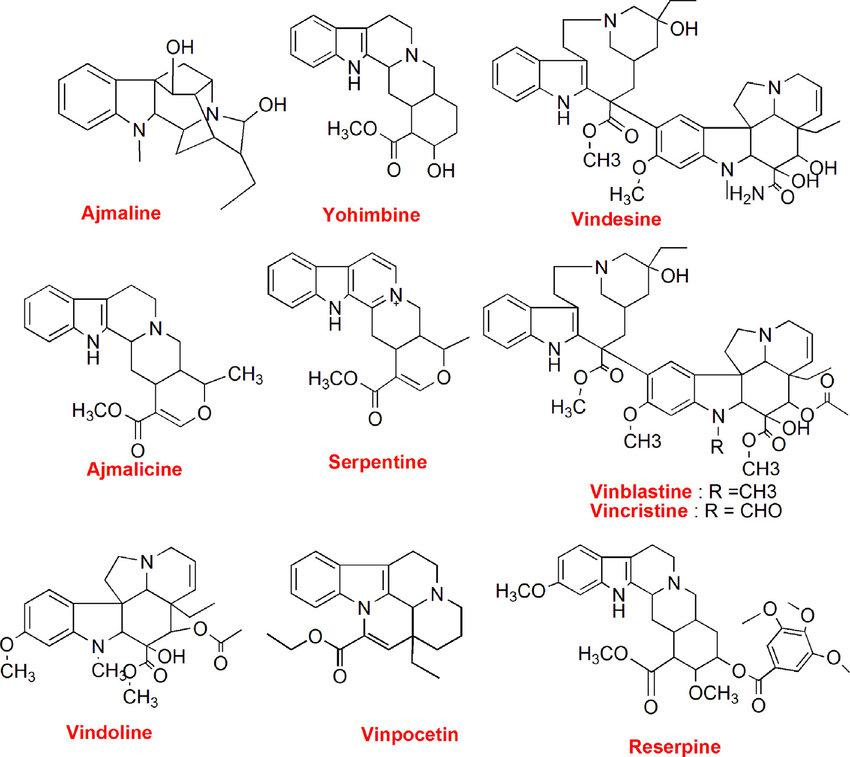 OH
N
N
OH
Ajmaline
N
N
H
H₃CO
O
OH
Yohimbine
N
OH
N
H
O
O
CH3
O
H₃C
N
N
OH
OH
H₂N
O
Vindesine
N
N
H
CH₃
H₃CO
O
O
Ajmalicine
N
+
N
H
H₃CO
O
O
Serpentine
N
OH
N
H
O
O
H₃C
O
CH3
N
N
R
O
O
OH
O
O
CH3
Vinblastine : R =CH3
Vincristine : R = CHO
N
O
CH₃
N
CH₃
O
O
OH
O
O
CH₃
Vindoline
N
N
O
O
Vinpocetin
H₃CO
N
N
H
H₃CO
O
OCH₃
O
O
O
O
O
Reserpine